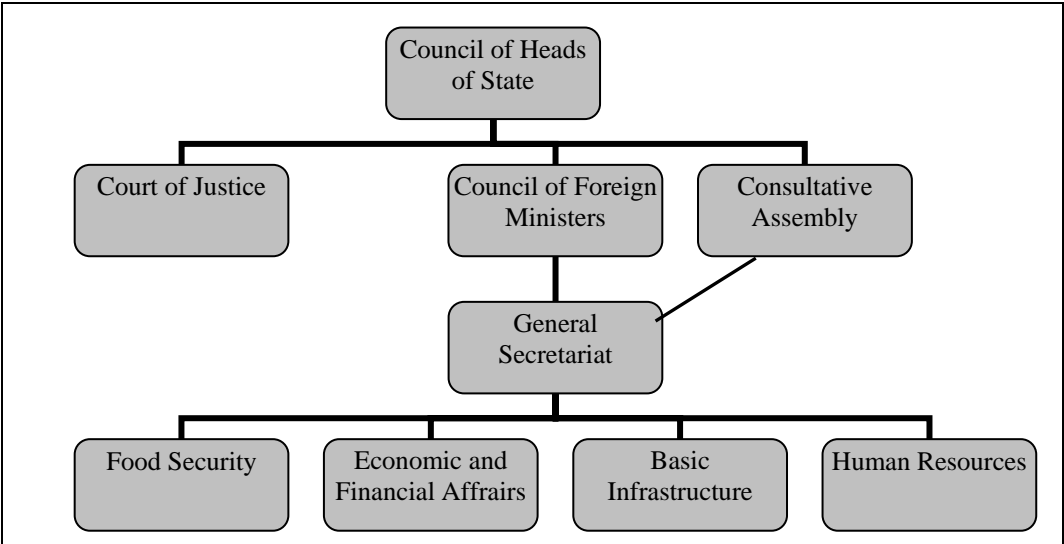 Council of Heads
of State
Court of Justice
Council of Foreign
Ministers
Consultative
Assembly
General
Secretariat
Food Security
Economic and
Financial Affrairs
Basic
Infrastructure
Human Resources